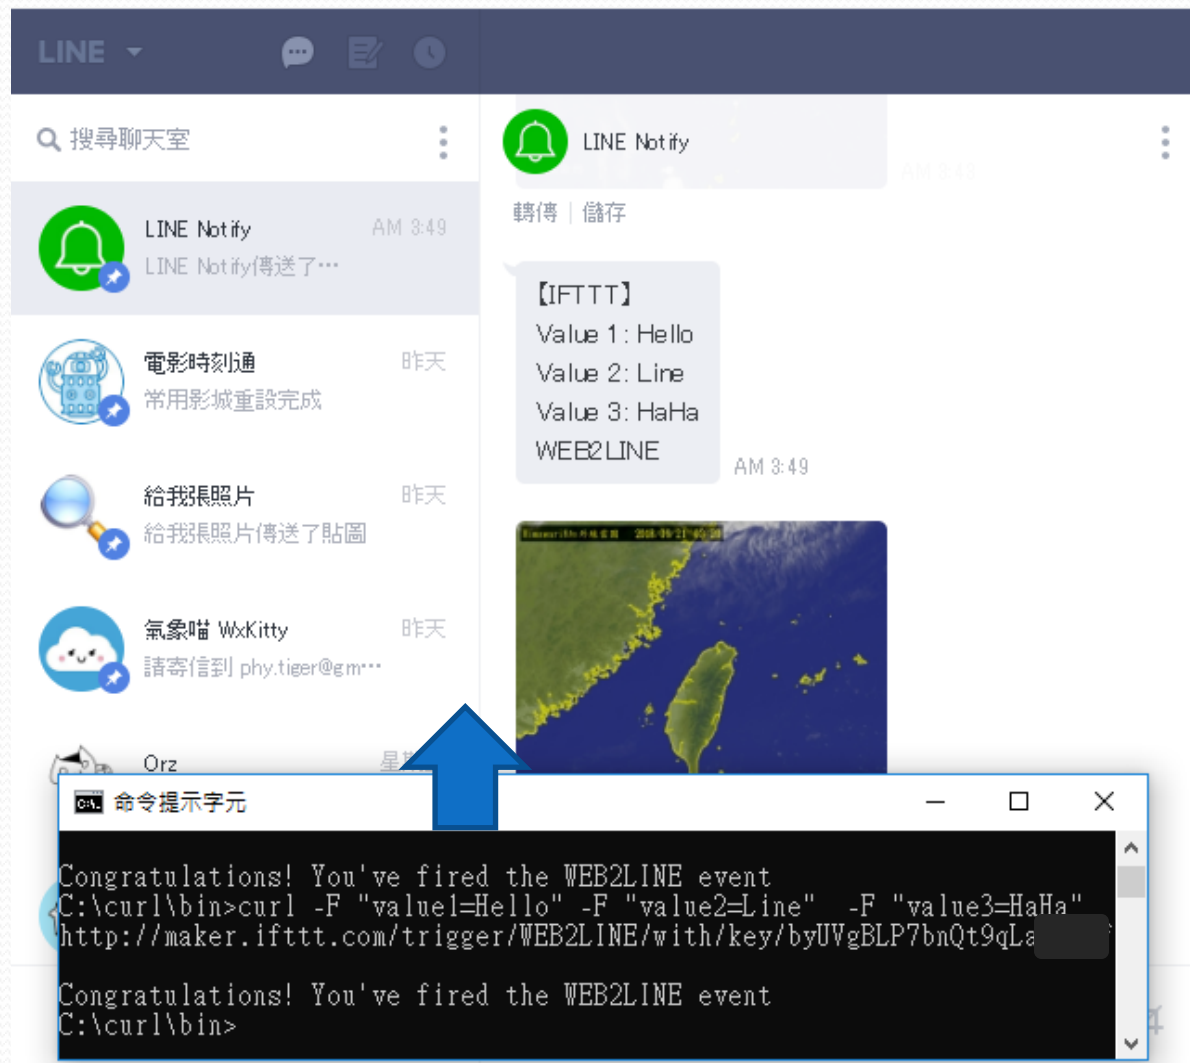 LINE
搜尋聊天室
LINE Notify
AM 3:43
LINE Notify AM 3:49
LINE Notify傳送了…
轉傳 | 儲存
【IFTTT】
Value 1: Hello
Value 2: Line
Value 3: HaHa
WEB2LINE
AM 3:49
電影時刻通 昨天
常用影城重設完成
給我張照片 昨天
給我張照片傳送了貼圖
氣象喵 WxKitty 昨天
請寄信到 phy.tiger@gm…
Orz 星期
命令提示字元
Congratulations! You've fired the WEB2LINE event
C:\curl\bin>curl -F "value1=Hello" -F "value2=Line"  -F "value3=HaHa"
http://maker.ifttt.com/trigger/WEB2LINE/with/key/byUVgBLP7bnQt9qLa
Congratulations! You've fired the WEB2LINE event
C:\curl\bin>